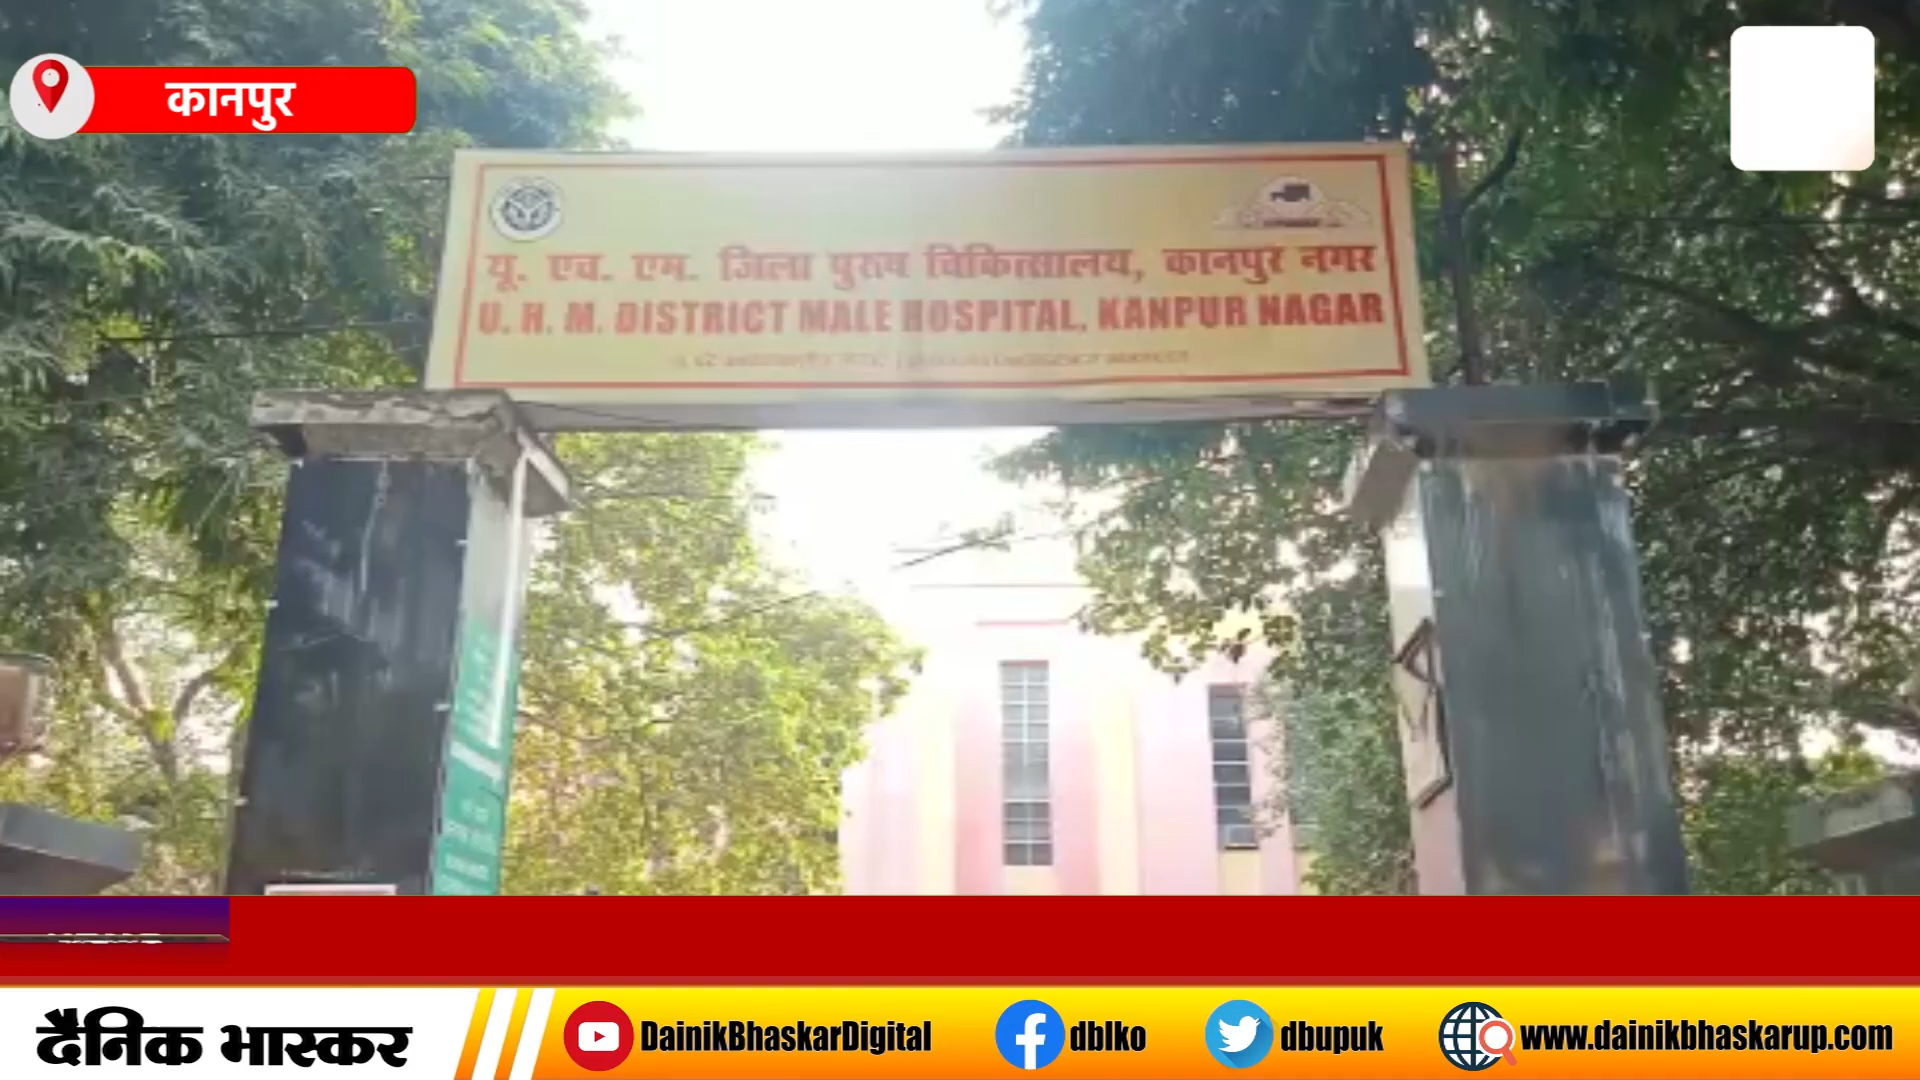 कानपुर
यू. एच. एम. जिला पुरुष चिकित्सालय, कानपुर नगर
U. H. M. DISTRICT MALE HOSPITAL, KANPUR NAGAR
दैनिक भास्कर
DainikBhaskarDigital
dblko
dbupuk
www.dainikbhaskarup.com